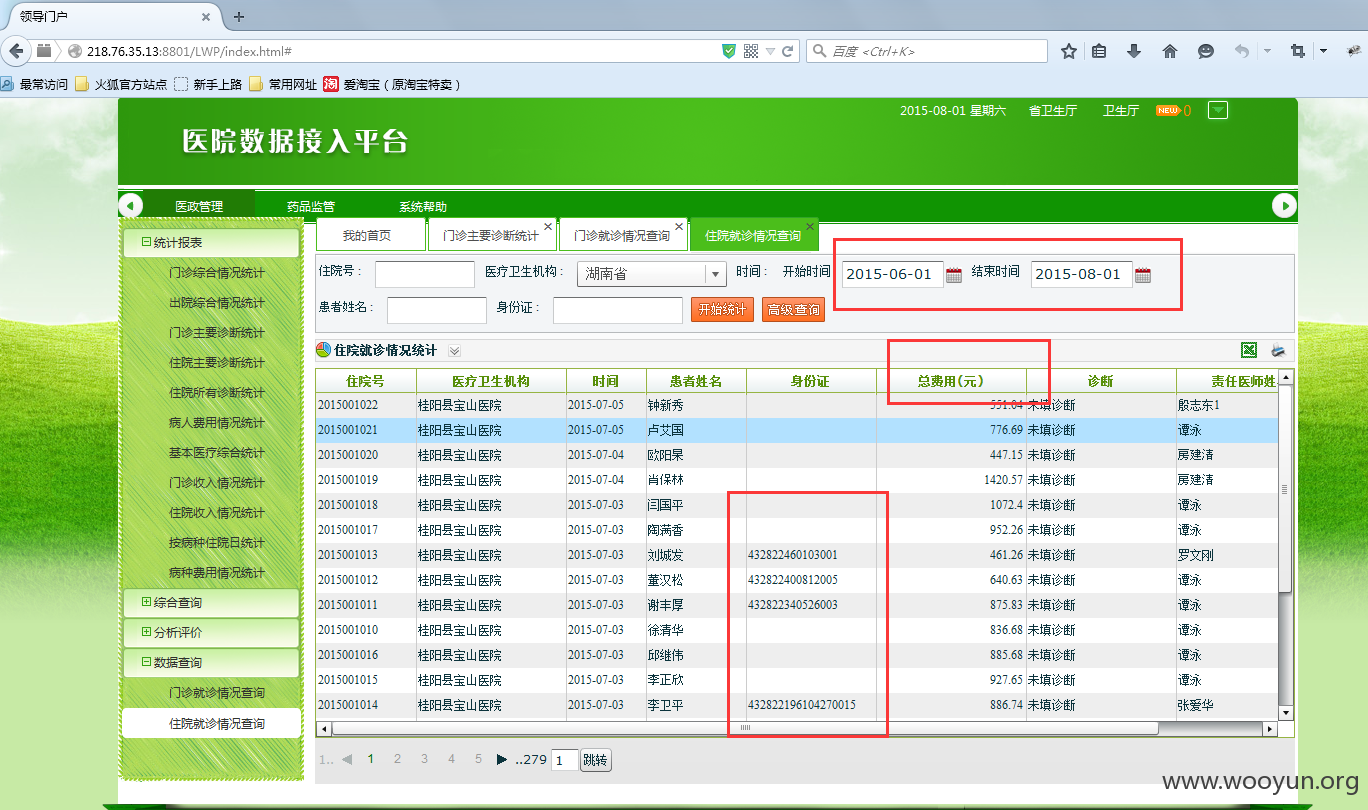 领导门户
218.76.35.13:8801/LWP/index.html#
百度 <Ctrl+K>
最常访问 火狐官方站点 新手上路 常用网址 淘 爱淘宝（原淘宝特卖）
2015-08-01 星期六 省卫生厅 卫生厅 NEW 0
医院数据接入平台
医政管理 药品监管 系统帮助
统计报表
门诊综合情况统计
出院综合情况统计
门诊主要诊断统计
住院主要诊断统计
住院所有诊断统计
病人费用情况统计
基本医疗综合统计
门诊收入情况统计
住院收入情况统计
按病种住院日统计
病种费用情况统计
综合查询
分析评价
数据查询
门诊就诊情况查询
住院就诊情况查询
我的首页 门诊主要诊断统计 门诊就诊情况查询 住院就诊情况查询
住院号： 医疗卫生机构： 湖南省 时间： 开始时间 2015-06-01 结束时间 2015-08-01
患者姓名： 身份证： 开始统计 高级查询
住院就诊情况统计
住院号 医疗卫生机构 时间 患者姓名 身份证 总费用(元) 诊断 责任医师姓
2015001022 桂阳县宝山医院 2015-07-05 钟新秀 551.04 未填诊断 殷志东1
2015001021 桂阳县宝山医院 2015-07-05 卢艾国 776.69 未填诊断 谭泳
2015001020 桂阳县宝山医院 2015-07-04 欧阳杲 447.15 未填诊断 房建清
2015001019 桂阳县宝山医院 2015-07-04 肖保林 1420.57 未填诊断 房建清
2015001018 桂阳县宝山医院 2015-07-03 闫国平 1072.4 未填诊断 谭泳
2015001017 桂阳县宝山医院 2015-07-03 陶满香 952.26 未填诊断 谭泳
2015001013 桂阳县宝山医院 2015-07-03 刘城发 432822460103001 461.26 未填诊断 罗文刚
2015001012 桂阳县宝山医院 2015-07-03 董汉松 432822400812005 640.63 未填诊断 谭泳
2015001011 桂阳县宝山医院 2015-07-03 谢丰厚 432822340526003 875.83 未填诊断 谭泳
2015001010 桂阳县宝山医院 2015-07-03 徐清华 836.68 未填诊断 谭泳
2015001016 桂阳县宝山医院 2015-07-03 邱继伟 885.68 未填诊断 谭泳
2015001015 桂阳县宝山医院 2015-07-03 李正欣 927.65 未填诊断 谭泳
2015001014 桂阳县宝山医院 2015-07-03 李卫平 432822196104270015 886.74 未填诊断 张爱华
1.. 1 2 3 4 5 ..279 1 跳转
www.wooyun.org